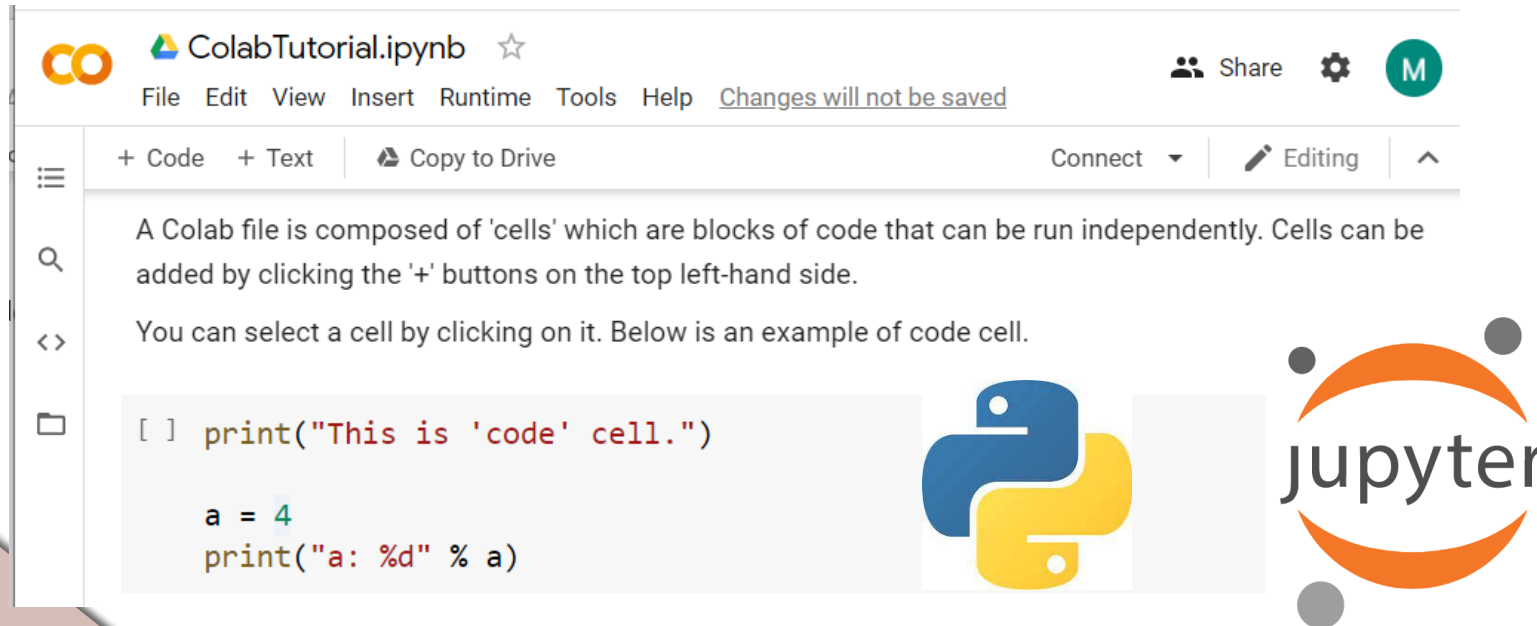 CO ColabTutorial.ipynb
File Edit View Insert Runtime Tools Help Changes will not be saved
Share M
+ Code + Text Copy to Drive Connect Editing
A Colab file is composed of 'cells' which are blocks of code that can be run independently. Cells can be
added by clicking the '+' buttons on the top left-hand side.
You can select a cell by clicking on it. Below is an example of code cell.
[ ] print("This is 'code' cell.")
a = 4
print("a: %d" % a)
jupyter